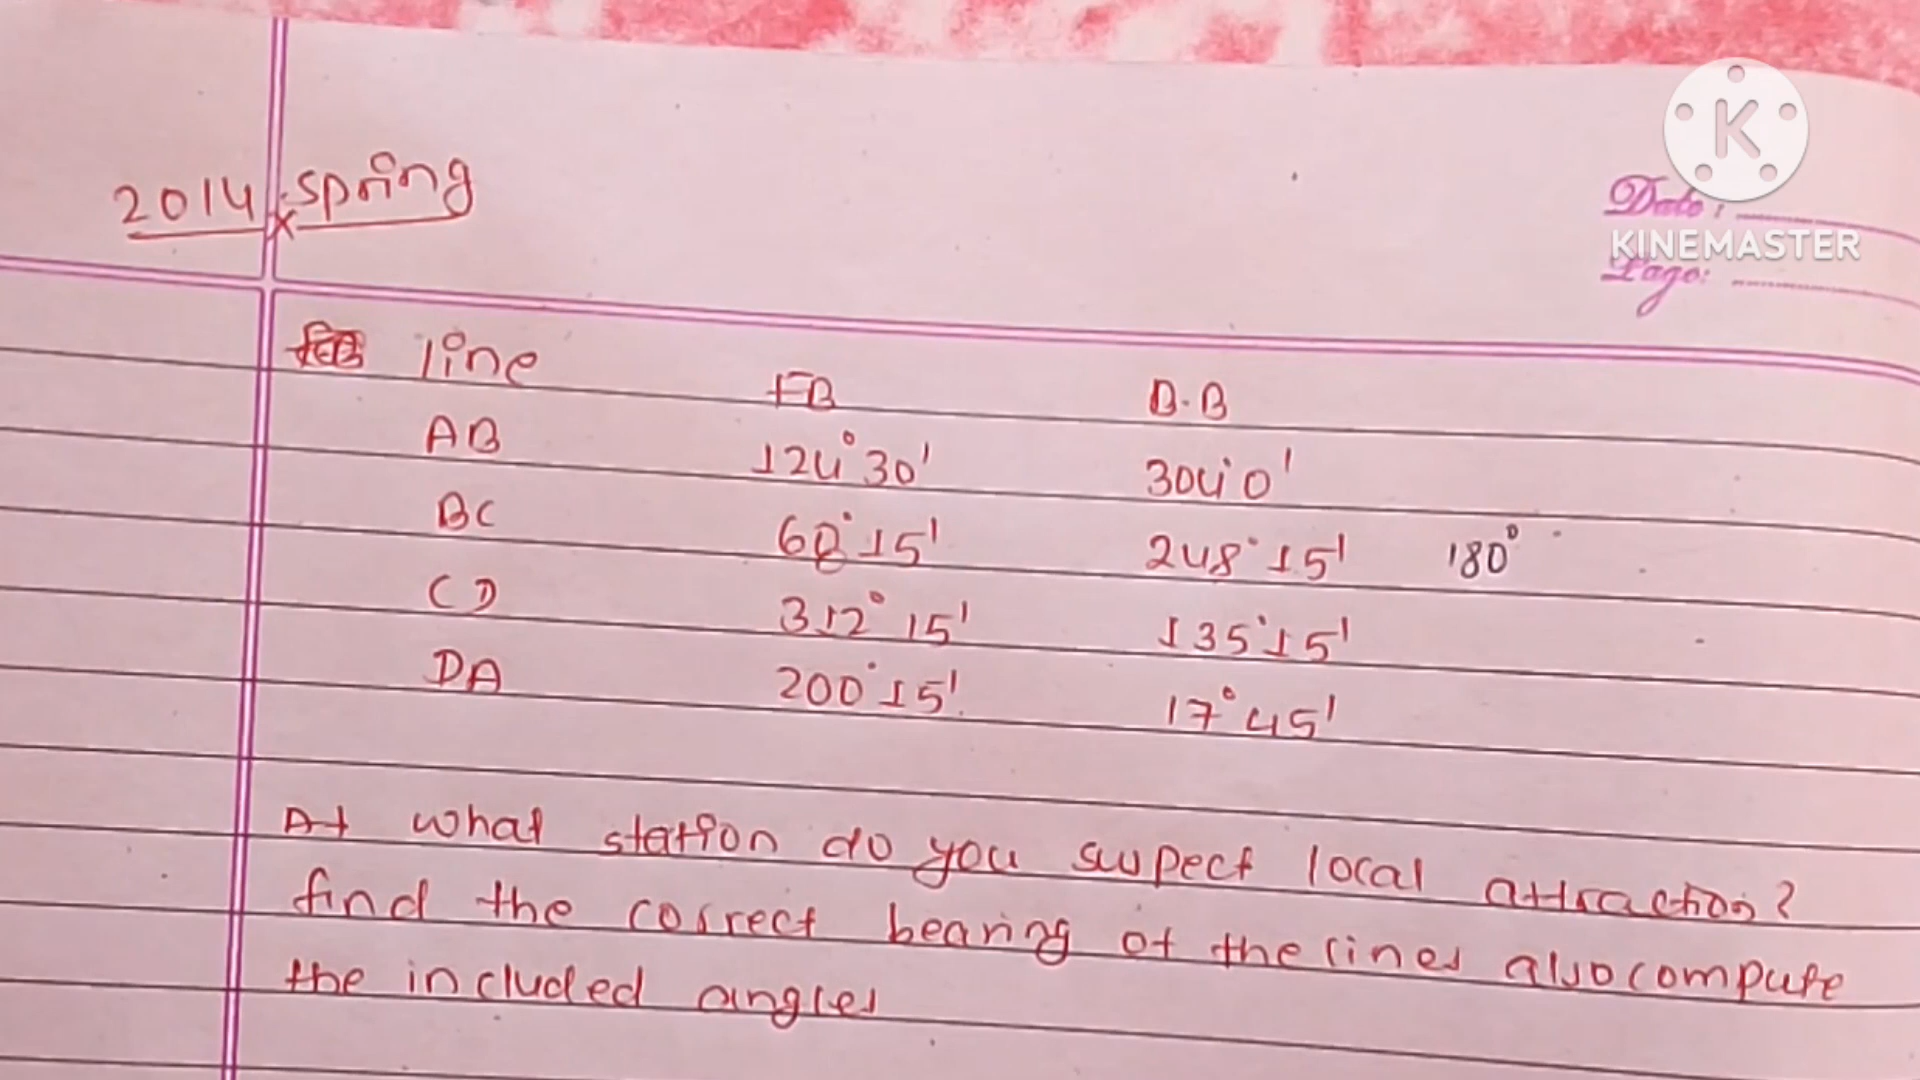 2014 spring
Date:
KINEMASTER
Page:
line FB B.B
AB 124°30' 304°0'
BC 68°15' 248°15' 180°
CD 312°15' 135°15'
DA 200°15' 17°45'
At what station do you suspect local attraction?
find the correct bearing of the lines also compute
the included angles